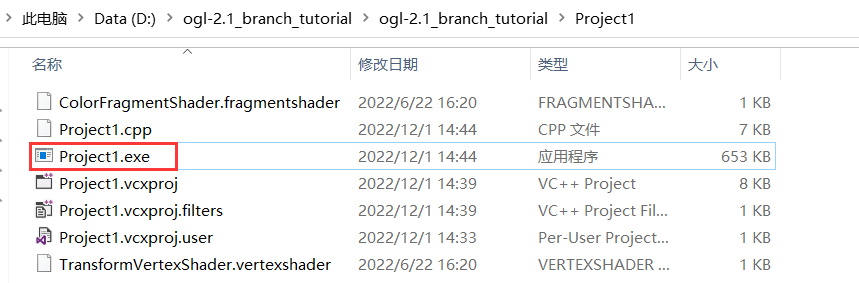 此电脑 > Data (D:) > ogl-2.1_branch_tutorial > ogl-2.1_branch_tutorial > Project1
名称 修改日期 类型 大小
ColorFragmentShader.fragmentshader 2022/6/22 16:20 FRAGMENTSHA... 1 KB
Project1.cpp 2022/12/1 14:44 CPP 文件 7 KB
Project1.exe 2022/12/1 14:44 应用程序 653 KB
Project1.vcxproj 2022/12/1 14:39 VC++ Project 8 KB
Project1.vcxproj.filters 2022/12/1 14:39 VC++ Project Fil... 1 KB
Project1.vcxproj.user 2022/12/1 14:33 Per-User Project... 1 KB
TransformVertexShader.vertexshader 2022/6/22 16:20 VERTEXSHADER ... 1 KB